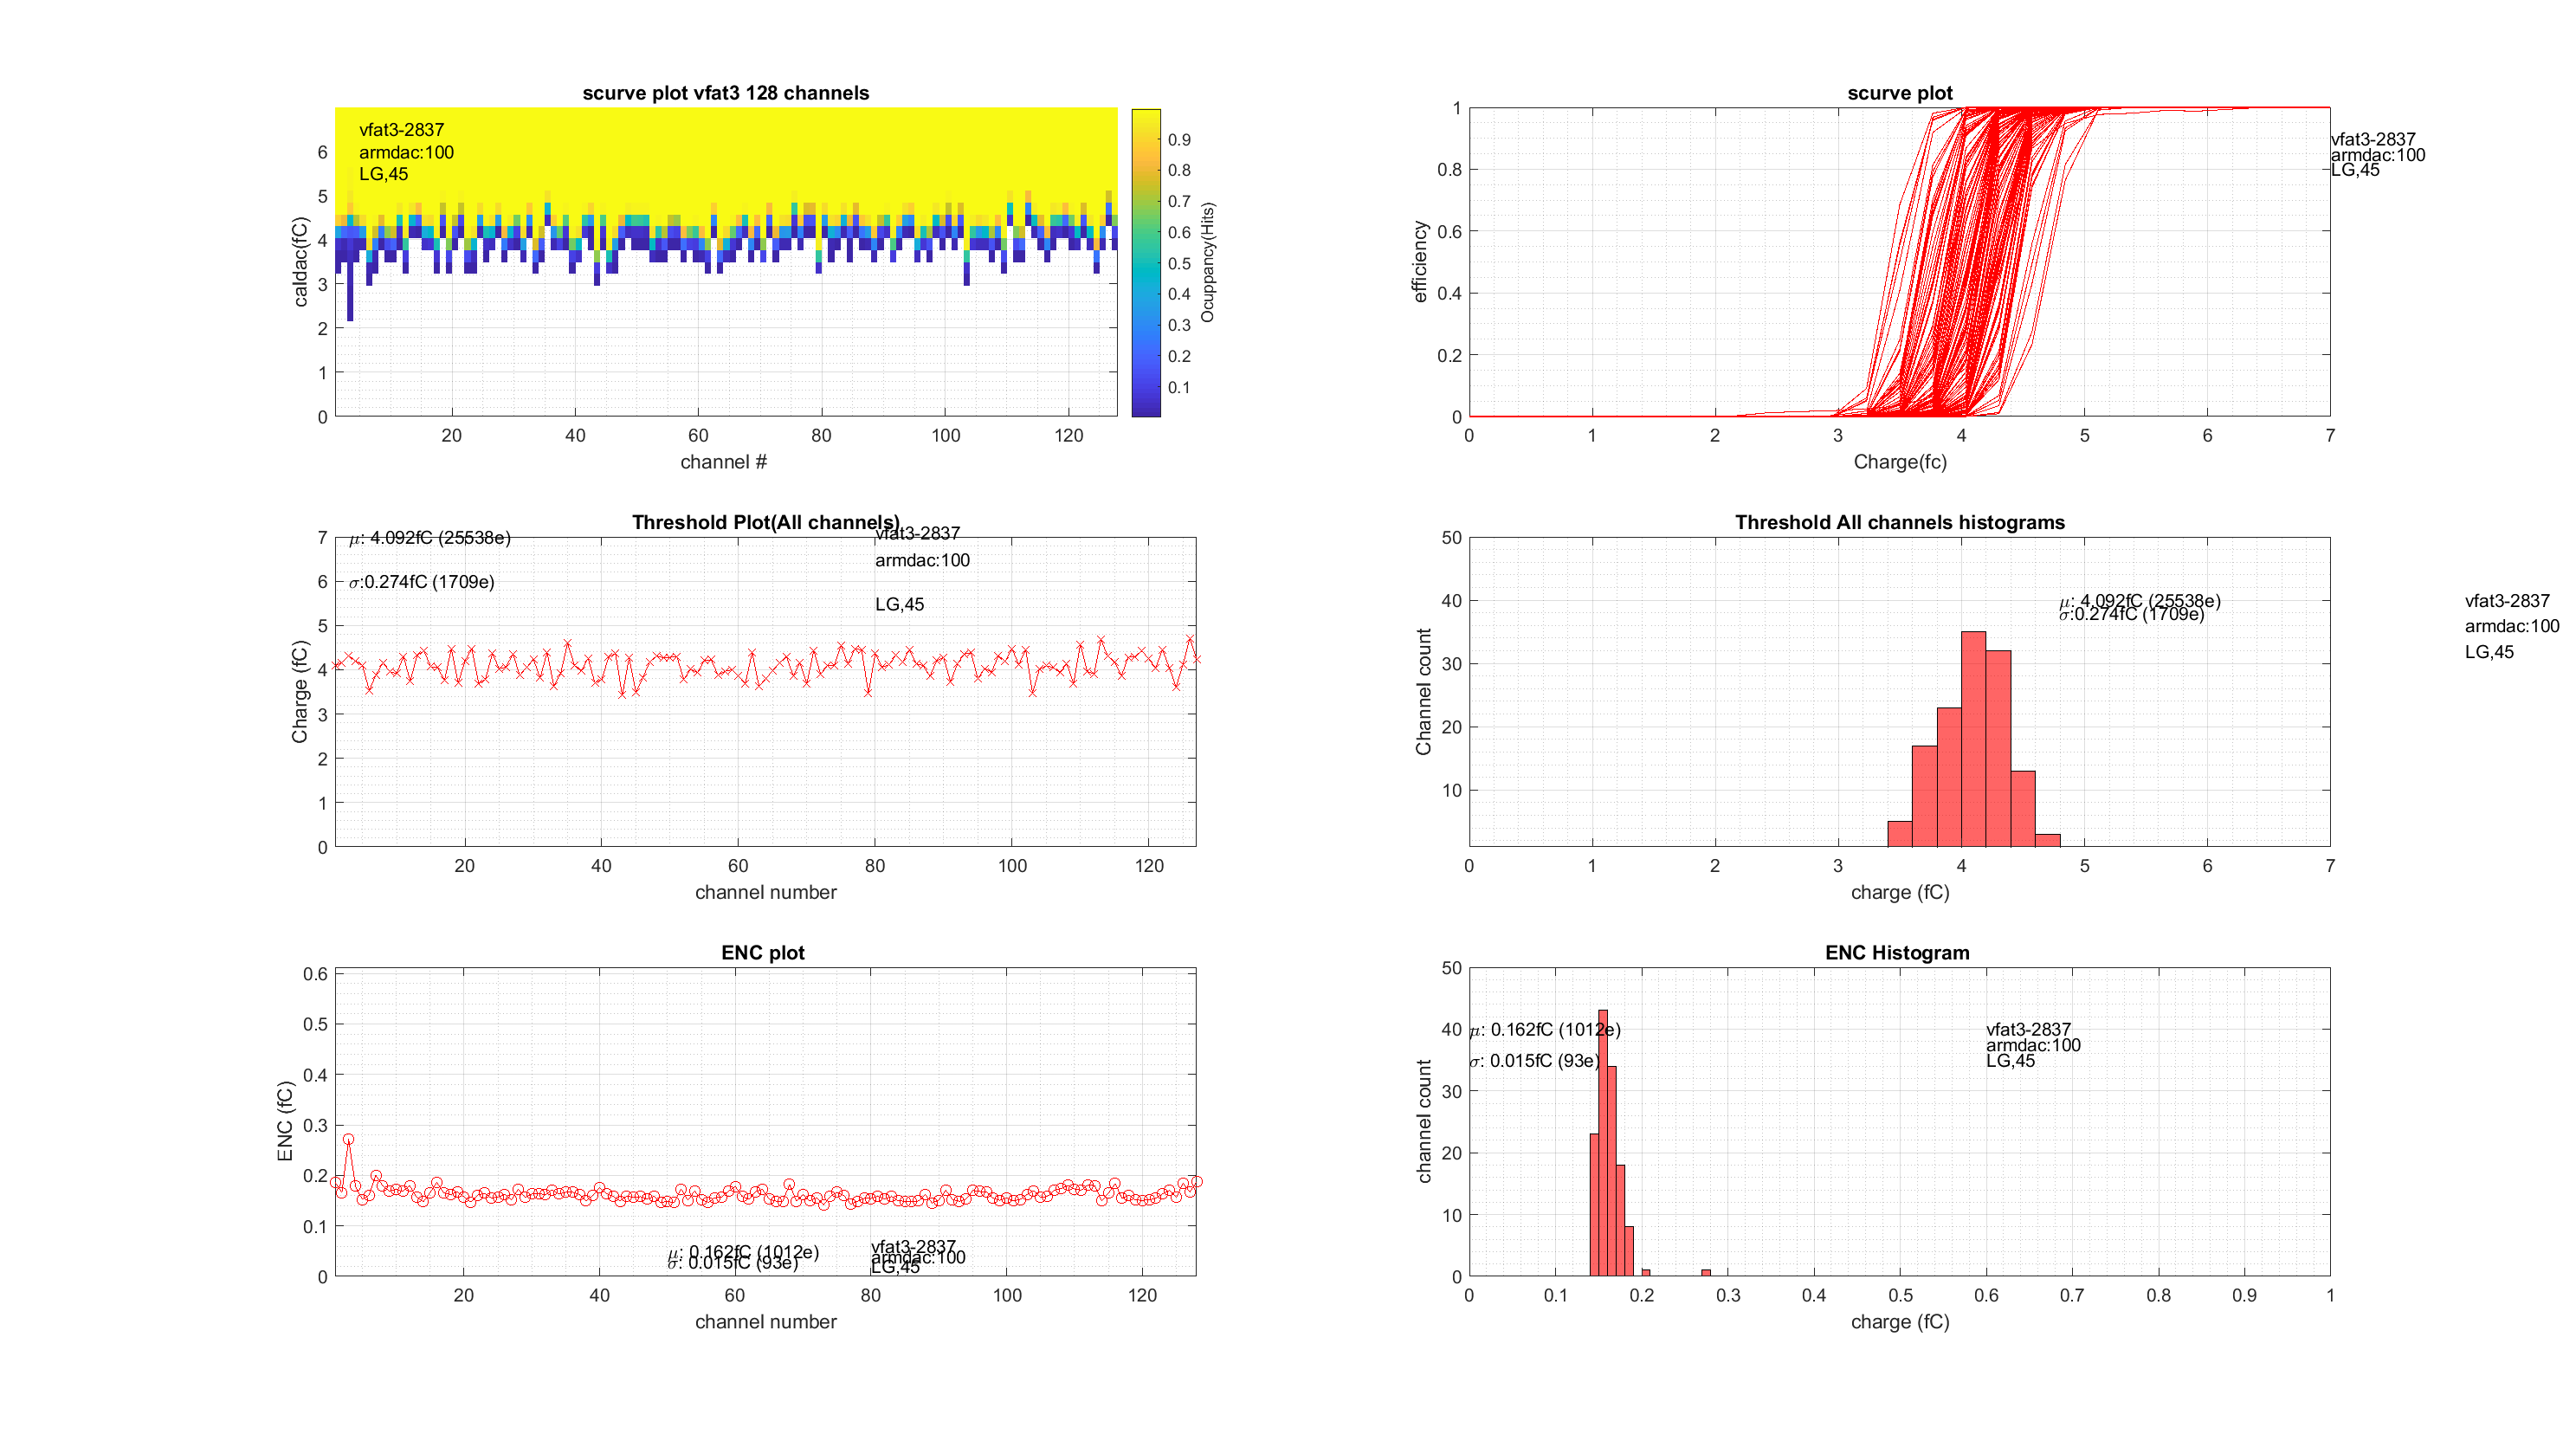 scurve plot vfat3 128 channels
vfat3-2837
armdac:100
LG,45
caldac(fC)
0
1
2
3
4
5
6
20
40
60
80
100
120
channel #
0.9
0.8
0.7
0.6
0.5
0.4
0.3
0.2
0.1
Ocuppancy(Hits)
scurve plot
vfat3-2837
armdac:100
LG,45
efficiency
1
0.8
0.6
0.4
0.2
0
0 1 2 3 4 5 6 7
Charge(fc)
Threshold Plot(All channels)
μ: 4.092fC (25538e)
σ:0.274fC (1709e)
vfat3-2837
armdac:100
LG,45
Charge (fC)
7
6
5
4
3
2
1
0
20 40 60 80 100 120
channel number
Threshold All channels histograms
μ: 4.092fC (25538e)
σ:0.274fC (1709e)
vfat3-2837
armdac:100
LG,45
Channel count
50
40
30
20
10
0 1 2 3 4 5 6 7
charge (fC)
ENC plot
ENC (fC)
0.6
0.5
0.4
0.3
0.2
0.1
0
μ: 0.162fC (1012e)
σ: 0.015fC (93e)
vfat3-2837
armdac:100
LG,45
20 40 60 80 100 120
channel number
ENC Histogram
μ: 0.162fC (1012e)
σ: 0.015fC (93e)
vfat3-2837
armdac:100
LG,45
channel count
50
40
30
20
10
0
0 0.1 0.2 0.3 0.4 0.5 0.6 0.7 0.8 0.9 1
charge (fC)